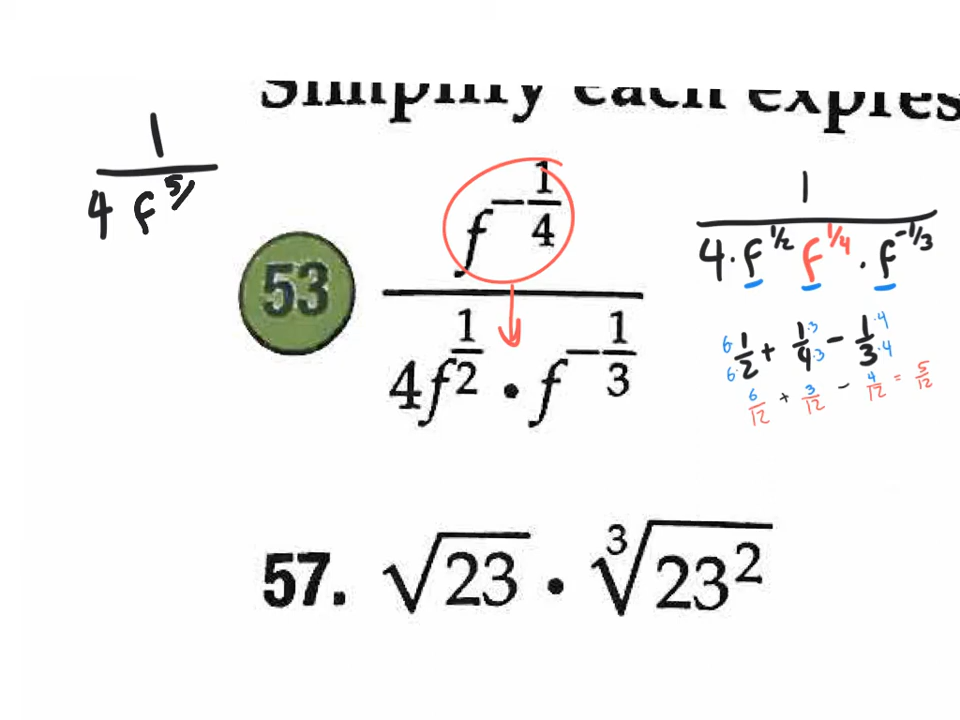 Simplify each expres
1
4 f^5/
53
f^-1/4
4f^1/2 • f^-1/3
1
4 · f^1/2 f^1/4 · f^-1/3
6· 1/2 ·6 + 1/4 ·3 ·3 - 1/3 ·4 ·4
6/12 + 3/12 - 4/12 = 5/12
57. √23 • ∛23^2